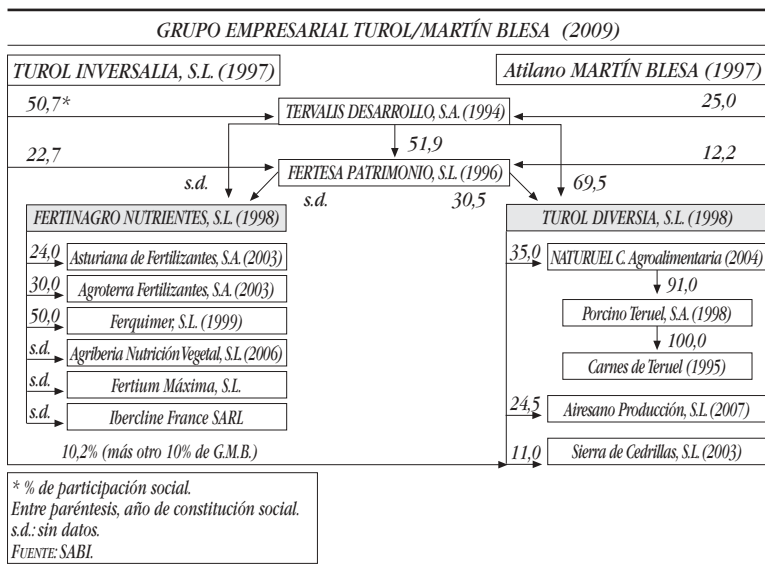 GRUPO EMPRESARIAL TUROL/MARTÍN BLESA (2009)
TUROL INVERSALIA, S.L. (1997)
Atilano MARTÍN BLESA (1997)
50,7*
TERVALIS DESARROLLO, S.A. (1994)
25,0
51,9
22,7
FERTESA PATRIMONIO, S.L. (1996)
12,2
s.d.
s.d.
30,5
69,5
FERTINAGRO NUTRIENTES, S.L. (1998)
TUROL DIVERSIA, S.L. (1998)
24,0
Asturiana de Fertilizantes, S.A. (2003)
30,0
Agroterra Fertilizantes, S.A. (2003)
50,0
Ferquimer, S.L. (1999)
s.d.
Agriberia Nutrición Vegetal, S.L (2006)
s.d.
Fertium Máxima, S.L.
s.d.
Ibercline France SARL
35,0
NATURUEL C. Agroalimentaria (2004)
91,0
Porcino Teruel, S.A. (1998)
100,0
Carnes de Teruel (1995)
24,5
Airesano Producción, S.L (2007)
10,2% (más otro 10% de G.M.B.)
11,0
Sierra de Cedrillas, S.L. (2003)
* % de participación social.
Entre paréntesis, año de constitución social.
s.d.: sin datos.
FUENTE: SABI.